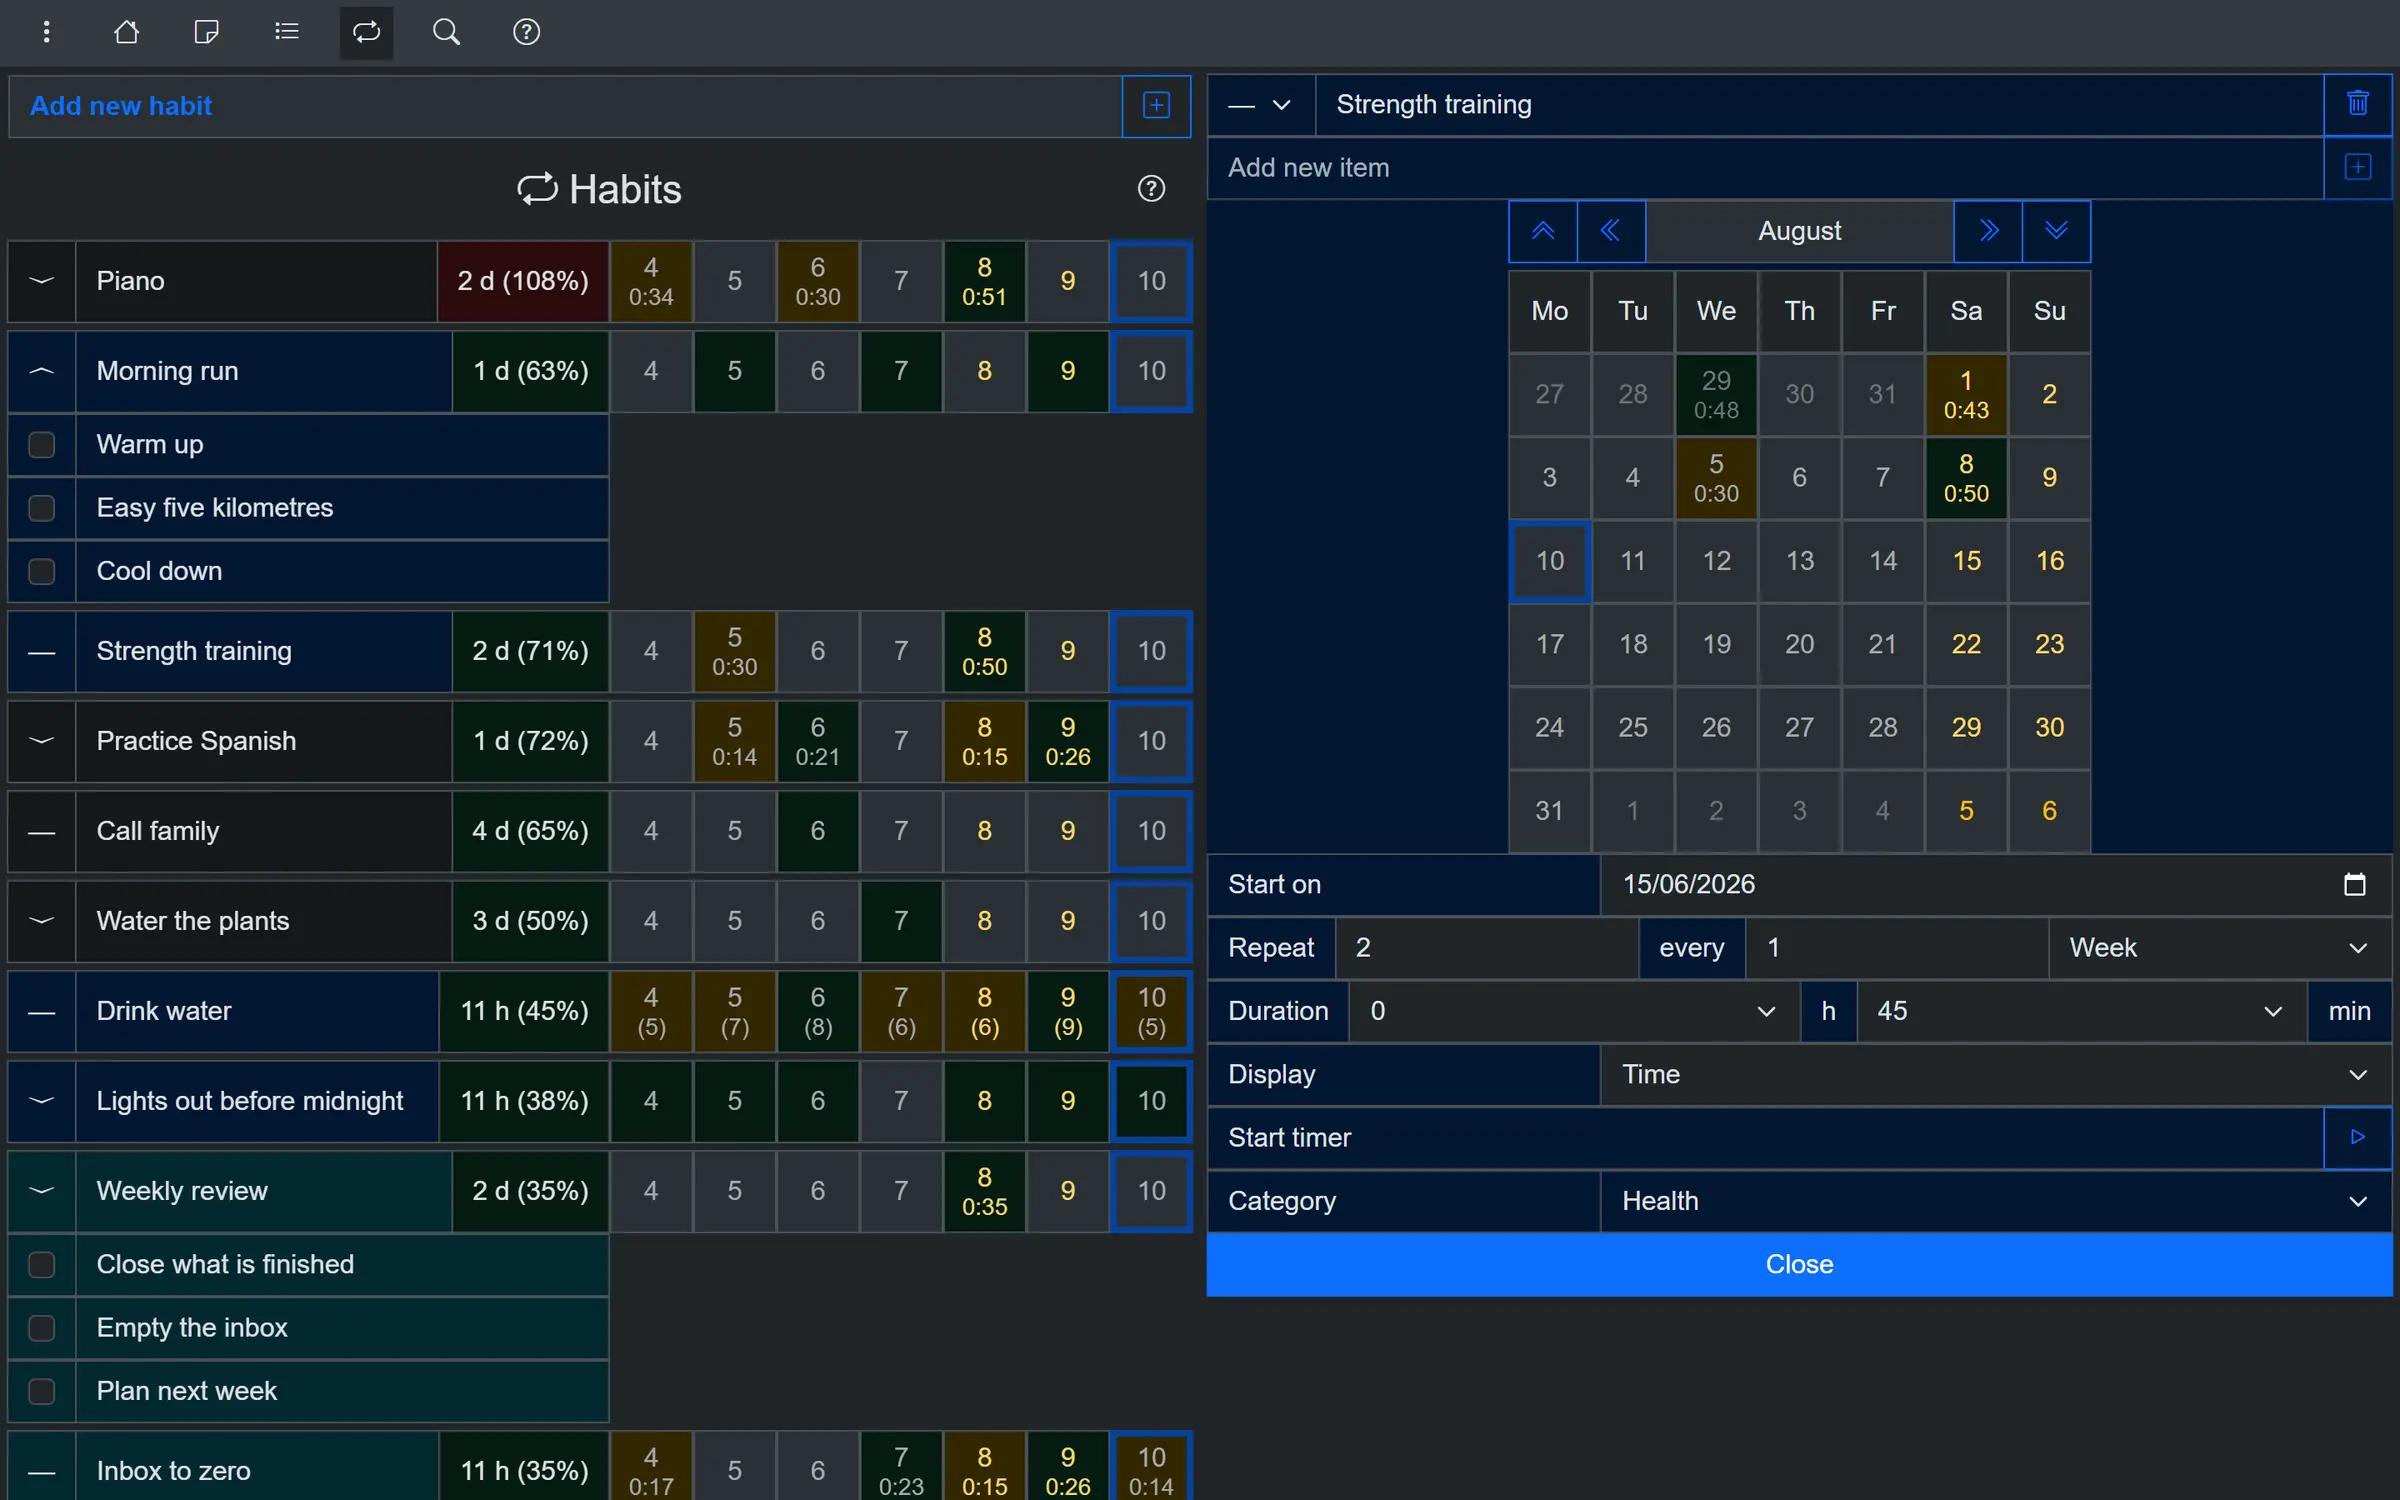 Add new habit
Habits
Piano 2 d (108%) 4 0:34 5 6 0:30 7 8 0:51 9 10
Morning run 1 d (63%) 4 5 6 7 8 9 10
Warm up
Easy five kilometres
Cool down
Strength training 2 d (71%) 4 5 0:30 6 7 8 0:50 9 10
Practice Spanish 1 d (72%) 4 5 0:14 6 0:21 7 8 0:15 9 0:26 10
Call family 4 d (65%) 4 5 6 7 8 9 10
Water the plants 3 d (50%) 4 5 6 7 8 9 10
Drink water 11 h (45%) 4 (5) 5 (7) 6 (8) 7 (6) 8 (6) 9 (9) 10 (5)
Lights out before midnight 11 h (38%) 4 5 6 7 8 9 10
Weekly review 2 d (35%) 4 5 6 7 8 0:35 9 10
Close what is finished
Empty the inbox
Plan next week
Inbox to zero 11 h (35%) 4 0:17 5 6 7 0:23 8 0:15 9 0:26 10 0:14
Strength training
Add new item
August
Mo Tu We Th Fr Sa Su
27 28 29 0:48 30 31 1 0:43 2
3 4 5 0:30 6 7 8 0:50 9
10 11 12 13 14 15 16
17 18 19 20 21 22 23
24 25 26 27 28 29 30
31 1 2 3 4 5 6
Start on 15/06/2026
Repeat 2 every 1 Week
Duration 0 h 45 min
Display Time
Start timer
Category Health
Close